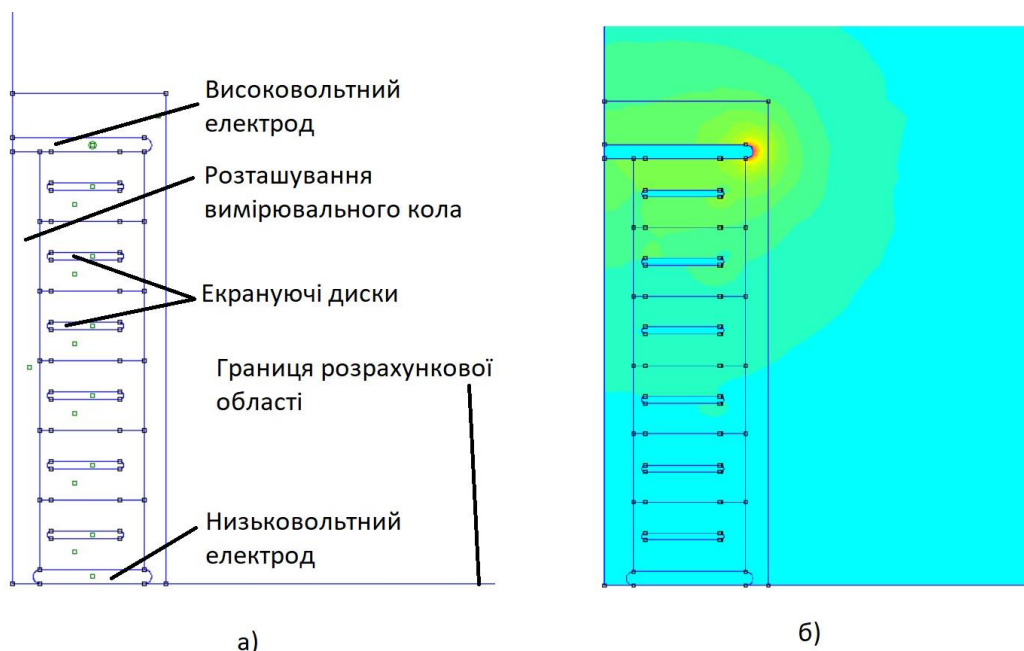 Високовольтний
електрод
Розташування
вимірювального кола
Екрануючі диски
Границя розрахункової
області
Низьковольтний
електрод
а)
б)